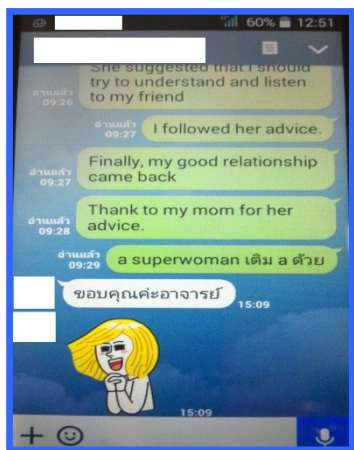 60% 12:51
She suggested that I should
try to understand and listen
to my friend
อ่านแล้ว
09:26
I followed her advice.
อ่านแล้ว
09:27
Finally, my good relationship
came back
อ่านแล้ว
09:27
Thank to my mom for her
advice.
อ่านแล้ว
09:28
a superwoman เติม a ด้วย
อ่านแล้ว
09:29
ขอบคุณค่ะอาจารย์
15:09
15:09